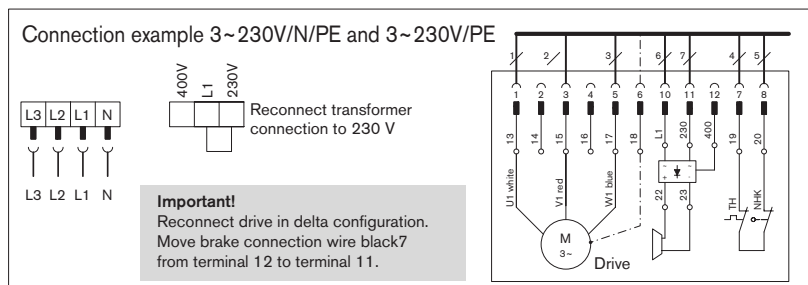 Connection example 3~230V/N/PE and 3~230V/PE
L3 L2 L1 N
L3 L2 L1 N
400V L1 230V
Reconnect transformer
connection to 230 V
Important!
Reconnect drive in delta configuration.
Move brake connection wire black7
from terminal 12 to terminal 11.
1 2 3 6 7 4 5
1 2 3 4 5 6 10 11 12 7 8
13 14 15 16 17 18 L1 230 400 19 20
~ ~
+ -
U1 white V1 red W1 blue 22 23 TH NHK
M
3~
Drive